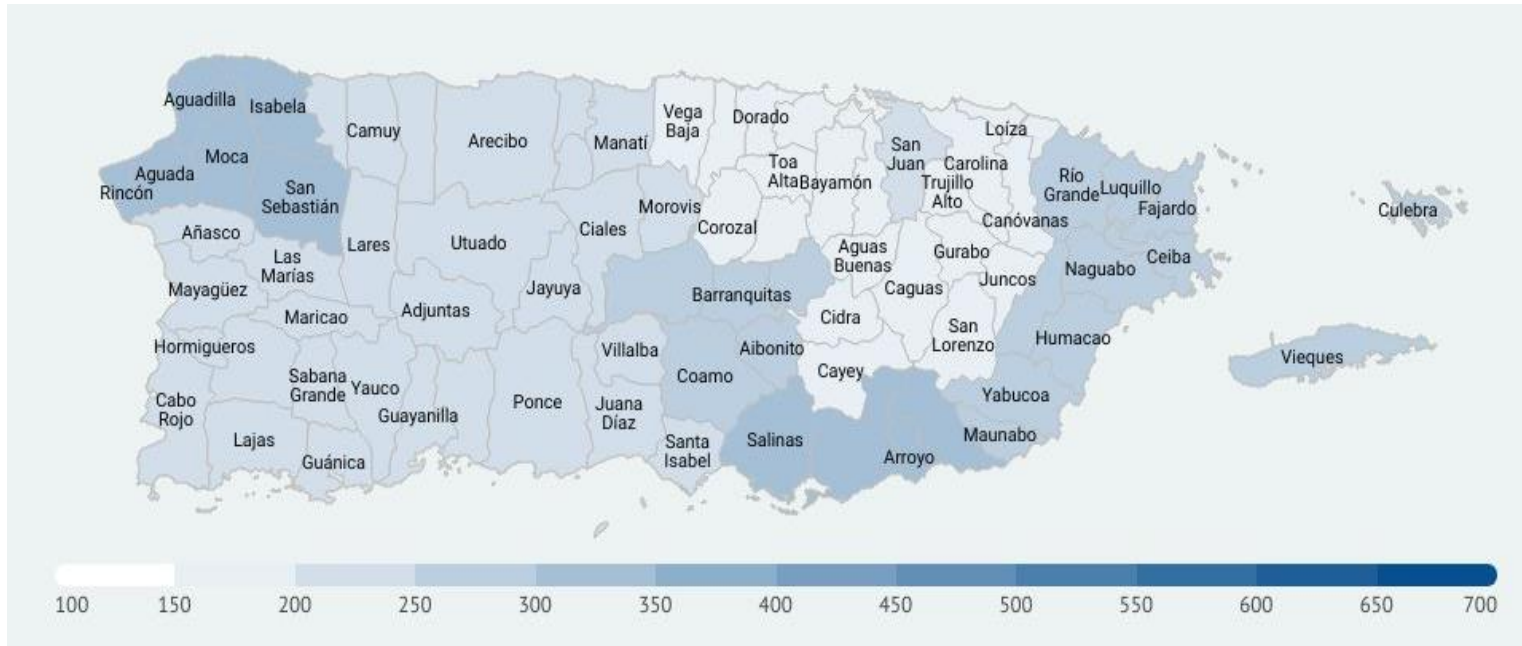 Aguadilla
Isabela
Camuy
Arecibo
Manatí
Vega
Baja
Dorado
Loíza
San
Juan
Carolina
Moca
Aguada
Rincón
San
Sebastián
Toa
Alta
Bayamón
Trujillo
Alto
Río
Grande
Luquillo
Fajardo
Culebra
Canóvanas
Morovis
Corozal
Ciales
Añasco
Lares
Utuado
Las
Marías
Aguas
Buenas
Gurabo
Ceiba
Naguabo
Juncos
Mayagüez
Jayuya
Barranquitas
Caguas
Maricao
Adjuntas
Cidra
San
Lorenzo
Humacao
Hormigueros
Villalba
Aibonito
Vieques
Sabana
Grande
Yauco
Coamo
Cayey
Yabucoa
Cabo
Rojo
Guayanilla
Ponce
Juana
Díaz
Lajas
Guánica
Santa
Isabel
Salinas
Arroyo
Maunabo
100 150 200 250 300 350 400 450 500 550 600 650 700